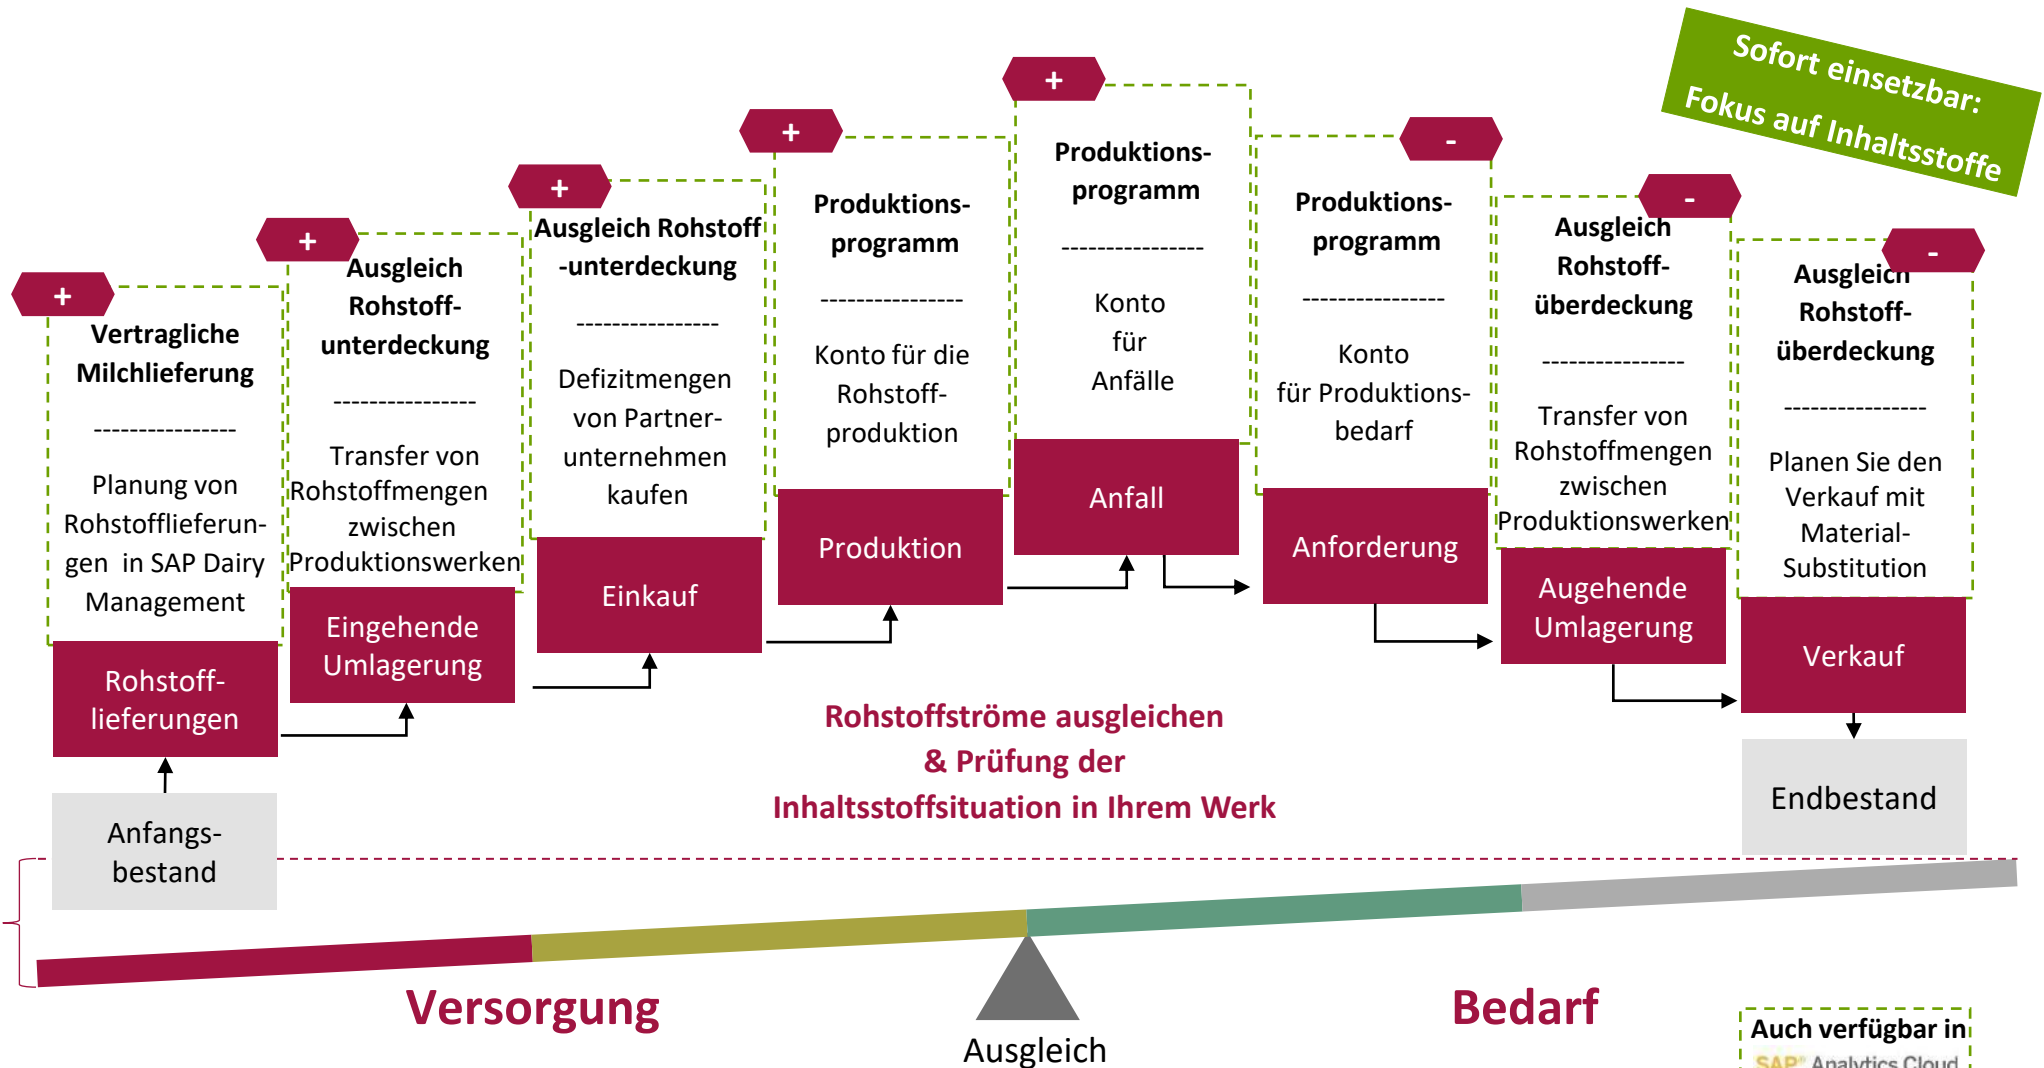 Sofort einsetzbar:
Fokus auf Inhaltsstoffe
+
Vertragliche
Milchlieferung
----------------
Planung von
Rohstofflieferun-
gen in SAP Dairy
Management
Rohstoff-
lieferungen
Anfangs-
bestand
+
Ausgleich
Rohstoff-
unterdeckung
----------------
Transfer von
Rohstoffmengen
zwischen
Produktionswerken
Eingehende
Umlagerung
+
Ausgleich Rohstoff
-unterdeckung
----------------
Defizitmengen
von Partner-
unternehmen
kaufen
Einkauf
+
Produktions-
programm
----------------
Konto für die
Rohstoff-
produktion
Produktion
+
Produktions-
programm
----------------
Konto
für
Anfälle
Anfall
-
Produktions-
programm
----------------
Konto
für Produktions-
bedarf
Anforderung
-
Ausgleich
Rohstoff-
überdeckung
----------------
Transfer von
Rohstoffmengen
zwischen
Produktionswerken
Augehende
Umlagerung
-
Ausgleich
Rohstoff-
überdeckung
----------------
Planen Sie den
Verkauf mit
Material-
Substitution
Verkauf
Endbestand
Rohstoffströme ausgleichen
& Prüfung der
Inhaltsstoffsituation in Ihrem Werk
Versorgung
Bedarf
Ausgleich
Auch verfügbar in
SAP® Analytics Cloud